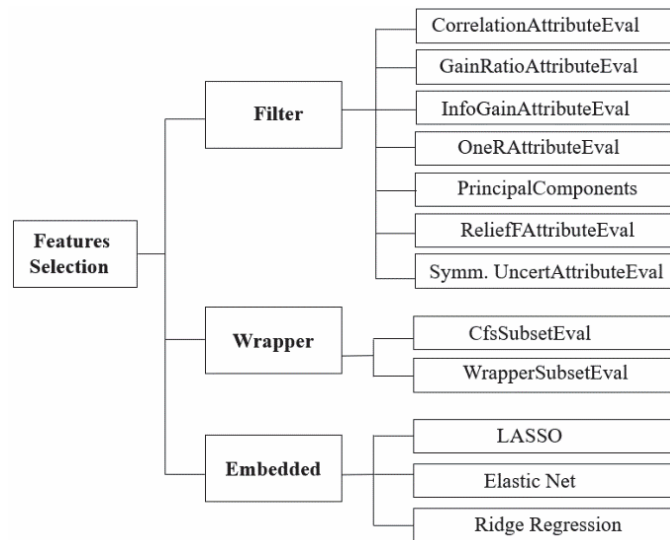 Features
Selection
Filter
CorrelationAttributeEval
GainRatioAttributeEval
InfoGainAttributeEval
OneRAttributeEval
PrincipalComponents
ReliefFAttributeEval
Symm. UncertAttributeEval
Wrapper
CfsSubsetEval
WrapperSubsetEval
Embedded
LASSO
Elastic Net
Ridge Regression